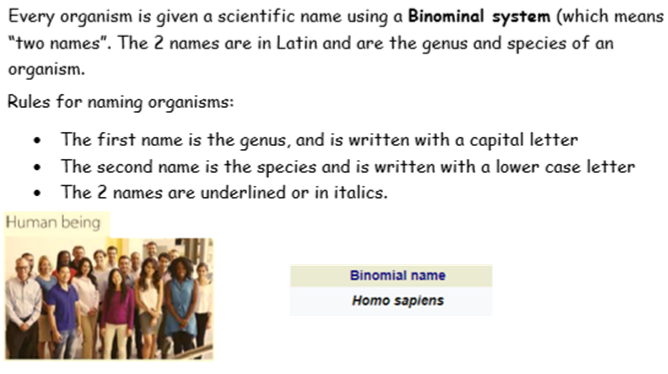 Every organism is given a scientific name using a Binominal system (which means
"two names". The 2 names are in Latin and are the genus and species of an
organism.
Rules for naming organisms:
• The first name is the genus, and is written with a capital letter
• The second name is the species and is written with a lower case letter
• The 2 names are underlined or in italics.
Human being
Binomial name
Homo sapiens